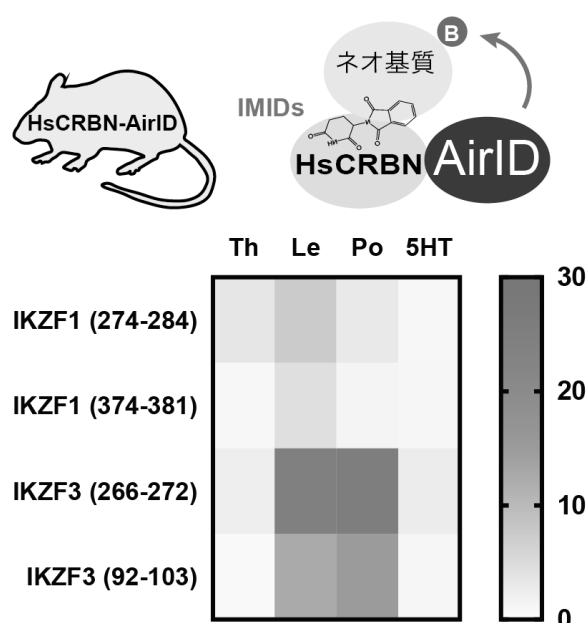 B
ネオ基質
IMIDs
HsCRBN-AirID
O
N
O
O
HN
O
HsCRBN
AirID
Th Le Po 5HT
IKZF1 (274-284)
IKZF1 (374-381)
IKZF3 (266-272)
IKZF3 (92-103)
30
20
10
0